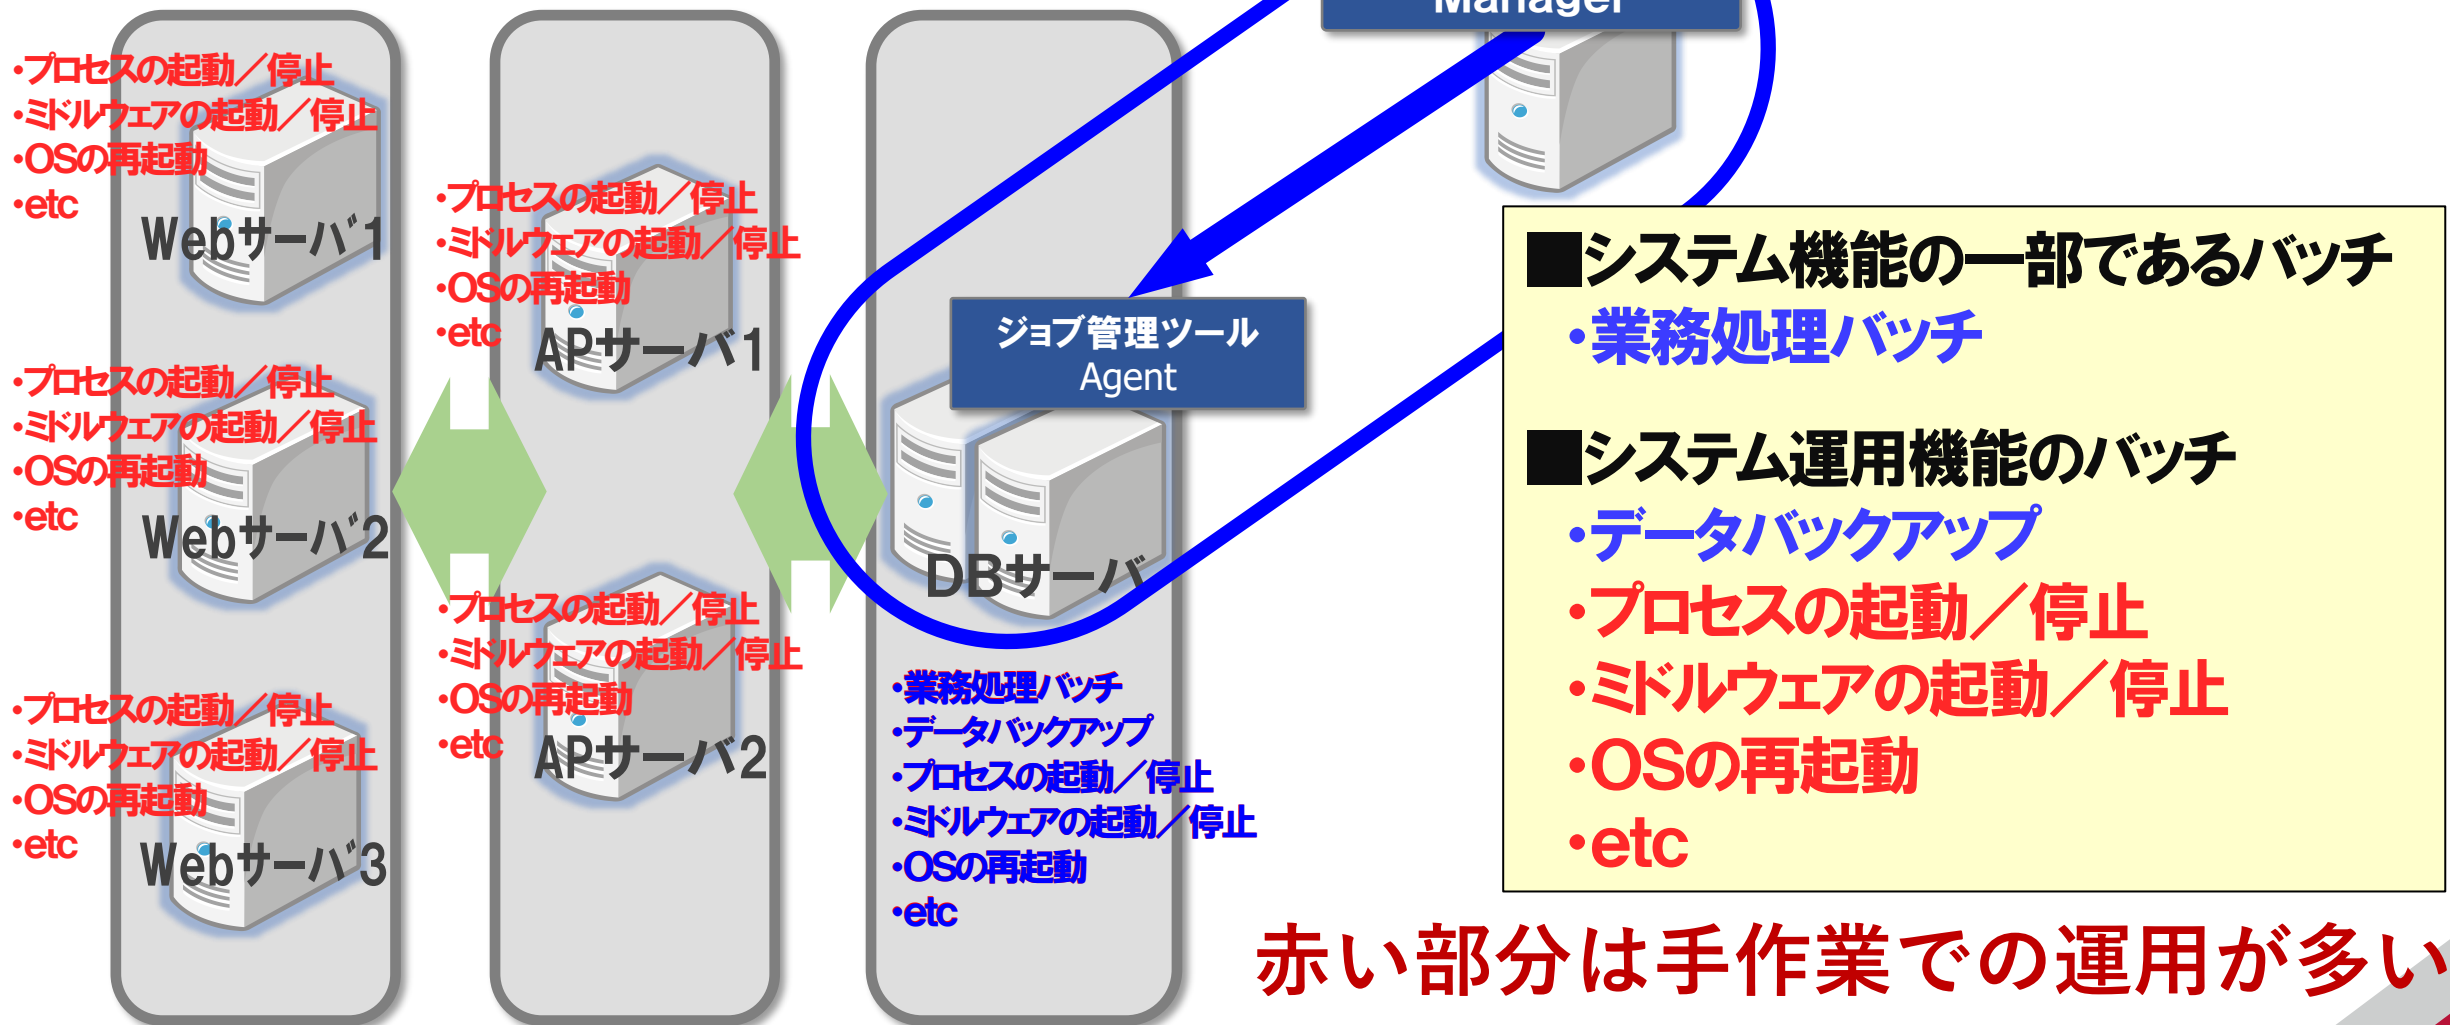 Manager
・プロセスの起動／停止
・ミドルウェアの起動／停止
・OSの再起動
・etc
Webサーバ1
・プロセスの起動／停止
・ミドルウェアの起動／停止
・OSの再起動
・etc
Webサーバ2
・プロセスの起動／停止
・ミドルウェアの起動／停止
・OSの再起動
・etc
Webサーバ3
・プロセスの起動／停止
・ミドルウェアの起動／停止
・OSの再起動
・etc
APサーバ1
・プロセスの起動／停止
・ミドルウェアの起動／停止
・OSの再起動
・etc
APサーバ2
ジョブ管理ツール
Agent
DBサーバ
・業務処理バッチ
・データバックアップ
・プロセスの起動／停止
・ミドルウェアの起動／停止
・OSの再起動
・etc
■システム機能の一部であるバッチ
・業務処理バッチ
■システム運用機能のバッチ
・データバックアップ
・プロセスの起動／停止
・ミドルウェアの起動／停止
・OSの再起動
・etc
赤い部分は手作業での運用が多い